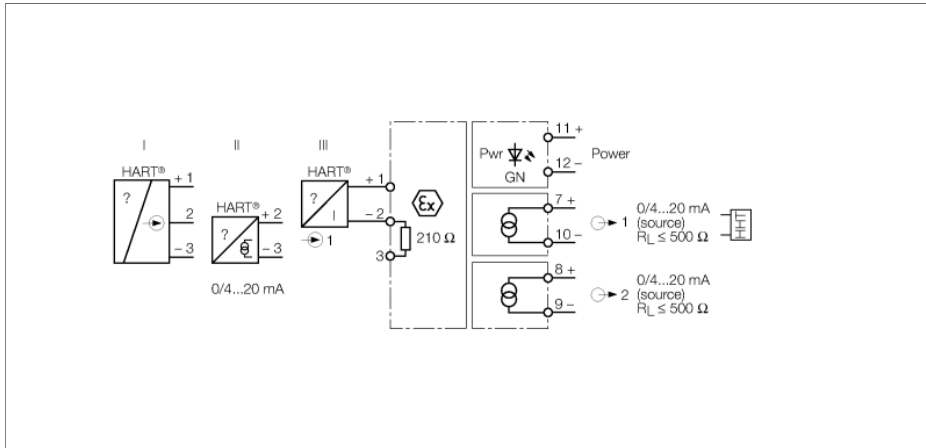 I
II
III
HART®
?
+ 1
2
- 3
HART®
?
+ 2
- 3
0/4...20 mA
HART®
?
I
+ 1
- 2
3
1
εx
210 Ω
Pwr
GN
11 +
12 -
Power
7 +
10 -
1
0/4...20 mA
(source)
RL ≤ 500 Ω
8 +
9 -
2
0/4...20 mA
(source)
RL ≤ 500 Ω